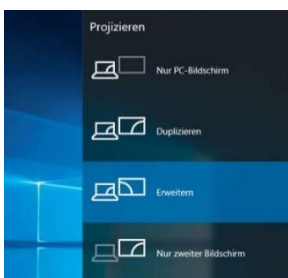 Projizieren
Nur PC-Bildschirm
Duplizieren
Erweitern
Nur zweiter Bildschirm